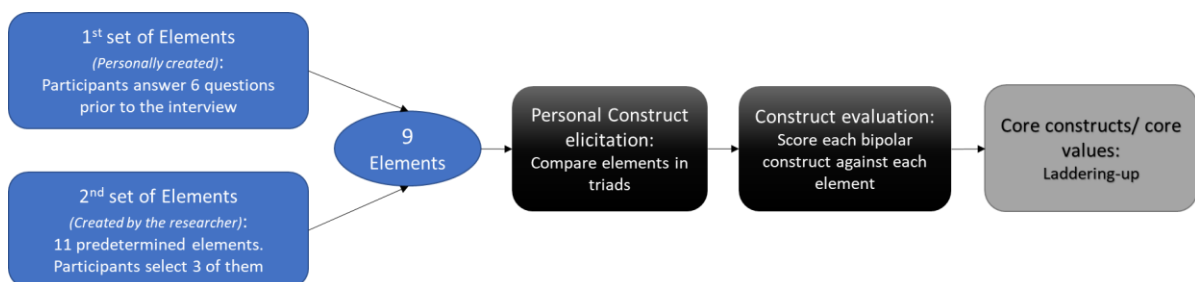 1st set of Elements
(Personally created):
Participants answer 6 questions
prior to the interview
2nd set of Elements
(Created by the researcher):
11 predetermined elements.
Participants select 3 of them
9
Elements
Personal Construct
elicitation:
Compare elements in
triads
Construct evaluation:
Score each bipolar
construct against each
element
Core constructs/ core
values:
Laddering-up